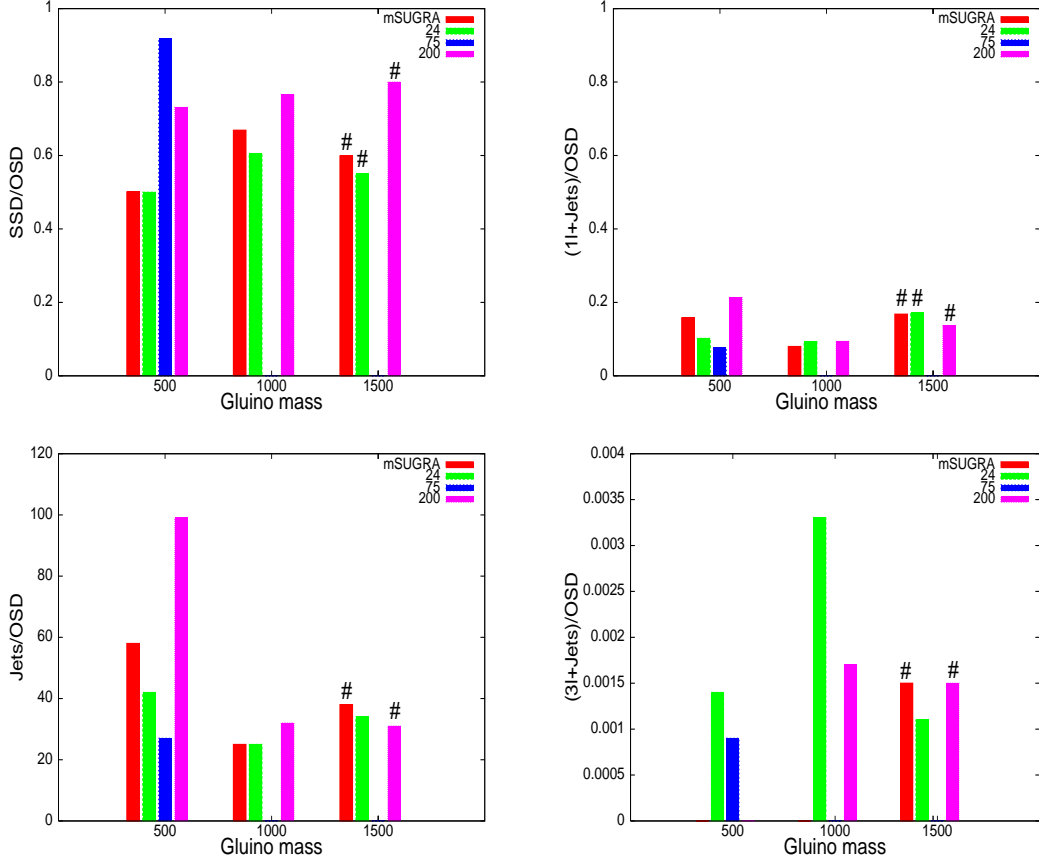 mSUGRA
24
75
200
1
0.8
0.6
0.4
0.2
0
# # #
SSD/OSD
500 1000 1500
Gluino mass
mSUGRA
24
75
200
1
0.8
0.6
0.4
0.2
0
# # #
(1l+Jets)/OSD
500 1000 1500
Gluino mass
mSUGRA
24
75
200
120
100
80
60
40
20
0
# #
Jets/OSD
500 1000 1500
Gluino mass
mSUGRA
24
75
200
0.004
0.0035
0.003
0.0025
0.002
0.0015
0.001
0.0005
0
# #
(3l+Jets)/OSD
500 1000 1500
Gluino mass